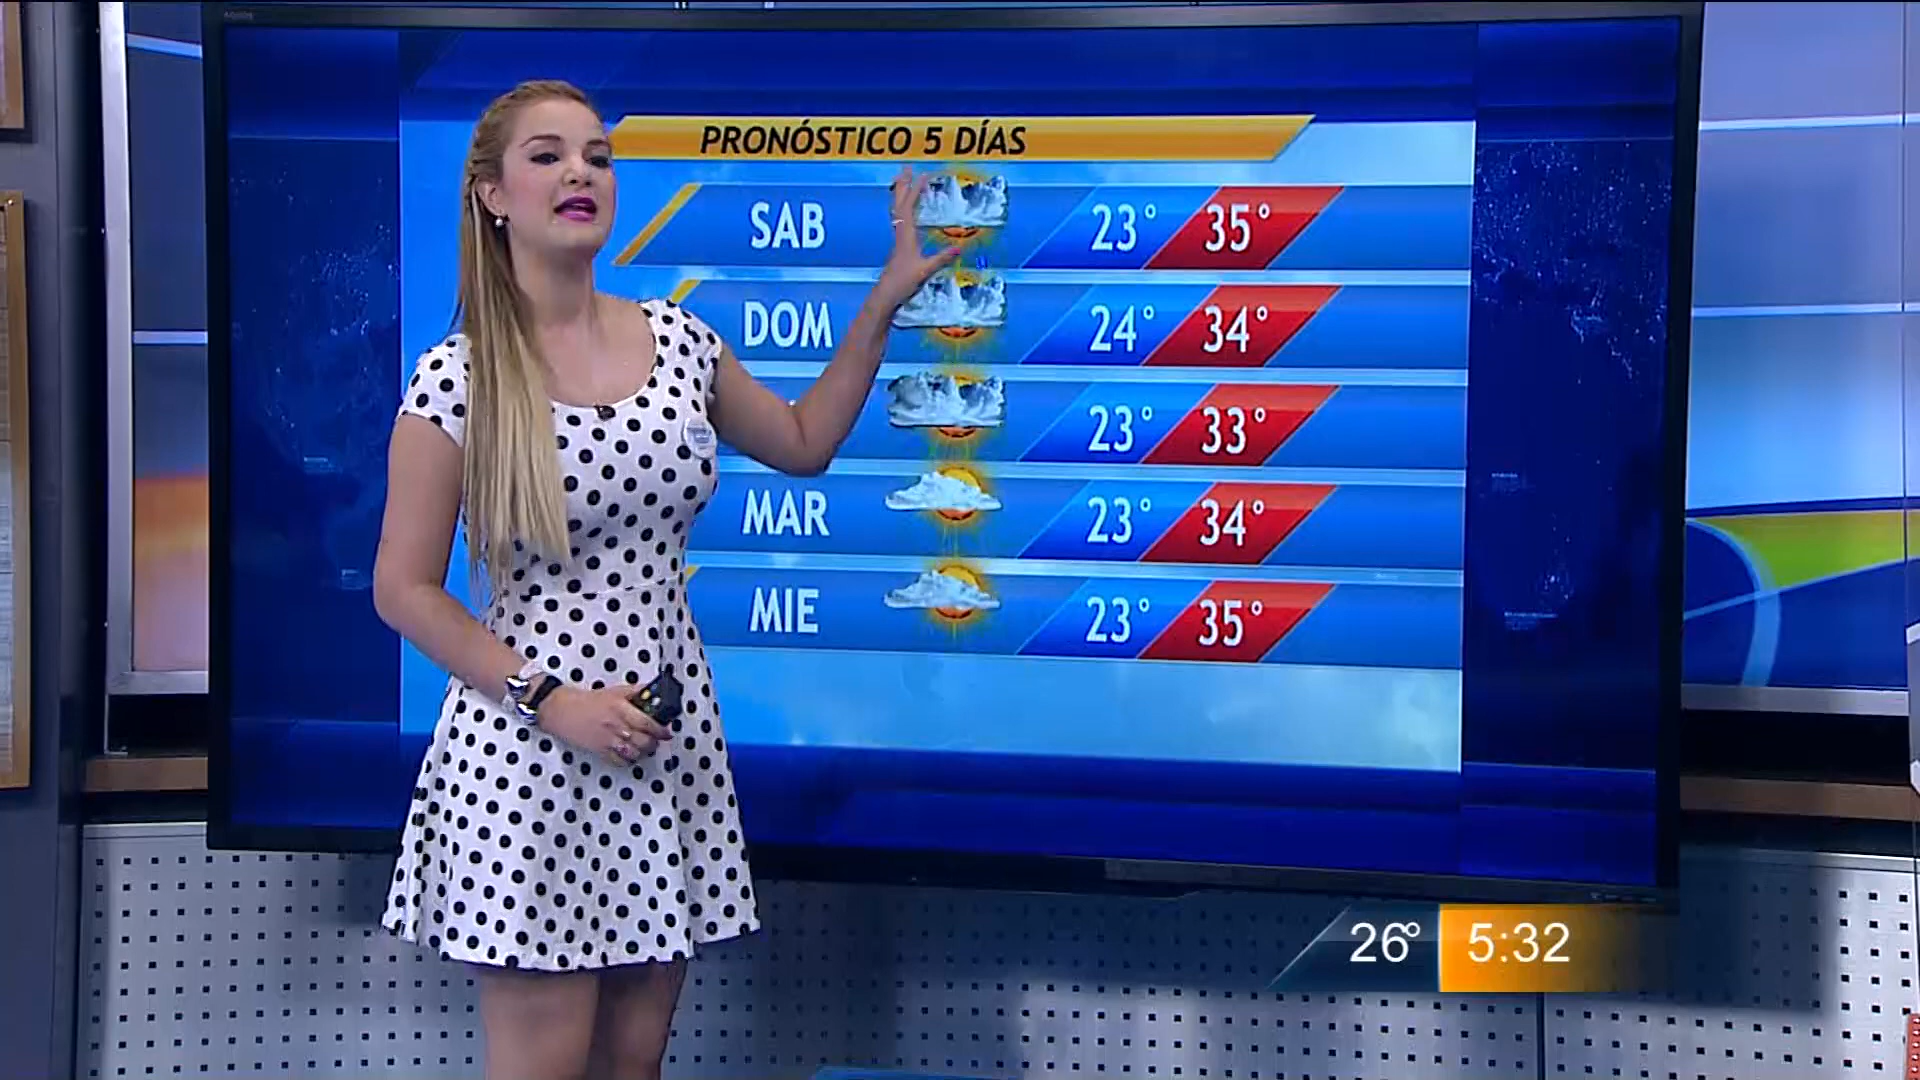 PRONÓSTICO 5 DÍAS
SAB 23° 35°
DOM 24° 34°
23° 33°
MAR 23° 34°
MIE 23° 35°
26° 5:32